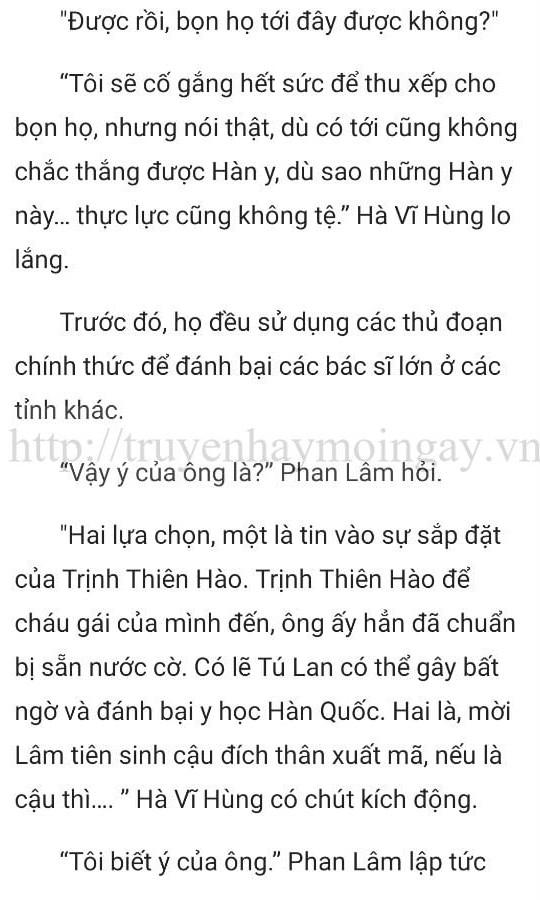 "Được rồi, bọn họ tới đây được không?"
“Tôi sẽ cố gắng hết sức để thu xếp cho
bọn họ, nhưng nói thật, dù có tới cũng không
chắc thắng được Hàn y, dù sao những Hàn y
này... thực lực cũng không tệ.” Hà Vĩ Hùng lo
lắng.
Trước đó, họ đều sử dụng các thủ đoạn
chính thức để đánh bại các bác sĩ lớn ở các
tỉnh khác.
http://truyenhaymoingay.vn
“Vậy ý của ông là?” Phan Lâm hỏi.
"Hai lựa chọn, một là tin vào sự sắp đặt
của Trịnh Thiên Hào. Trịnh Thiên Hào để
cháu gái của mình đến, ông ấy hẳn đã chuẩn
bị sẵn nước cờ. Có lẽ Tú Lan có thể gây bất
ngờ và đánh bại y học Hàn Quốc. Hai là, mời
Lâm tiên sinh cậu đích thân xuất mã, nếu là
cậu thì.... ” Hà Vĩ Hùng có chút kích động.
“Tôi biết ý của ông.” Phan Lâm lập tức